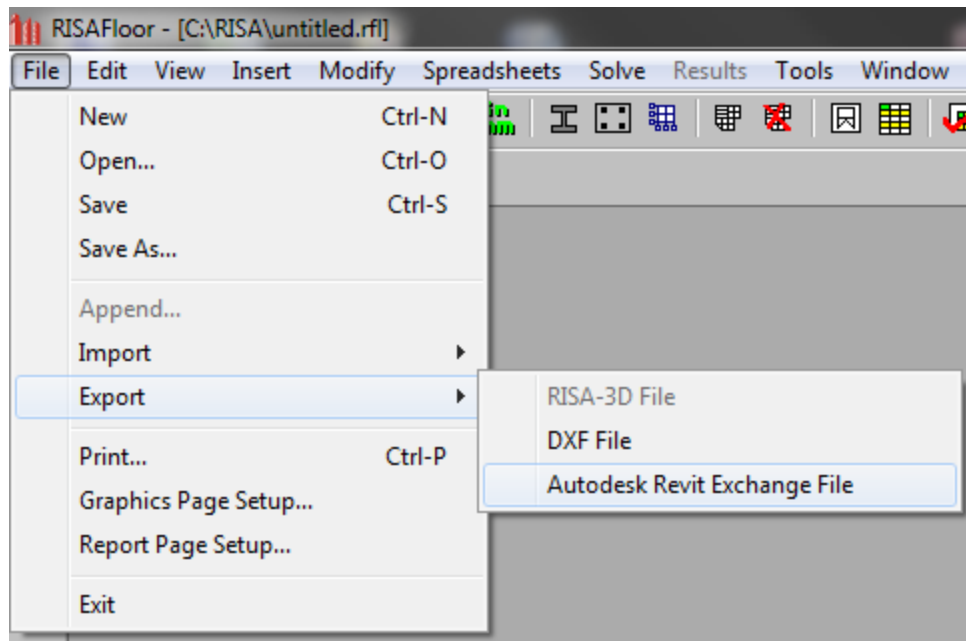 RISAFloor - [C:\RISA\untitled.rfl]
File Edit View Insert Modify Spreadsheets Solve Results Tools Window
New Ctrl-N
Open... Ctrl-O
Save Ctrl-S
Save As...
Append...
Import
Export
RISA-3D File
DXF File
Autodesk Revit Exchange File
Print... Ctrl-P
Graphics Page Setup...
Report Page Setup...
Exit